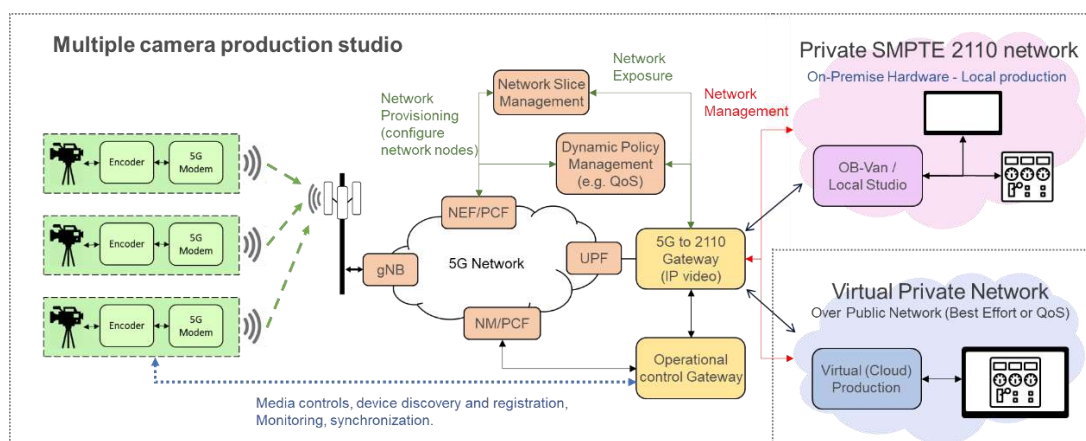 Multiple camera production studio
Encoder
5G
Modem
Encoder
5G
Modem
Encoder
5G
Modem
Network
Provisioning
(configure
network nodes)
Network Slice
Management
Network
Exposure
Dynamic Policy
Management
(e.g. QoS)
NEF/PCF
gNB
5G Network
UPF
NM/PCF
5G to 2110
Gateway
(IP video)
Operational
control Gateway
Media controls, device discovery and registration,
Monitoring, synchronization.
Network
Management
Private SMPTE 2110 network
On-Premise Hardware - Local production
OB-Van /
Local Studio
Virtual Private Network
Over Public Network (Best Effort or QoS)
Virtual (Cloud)
Production